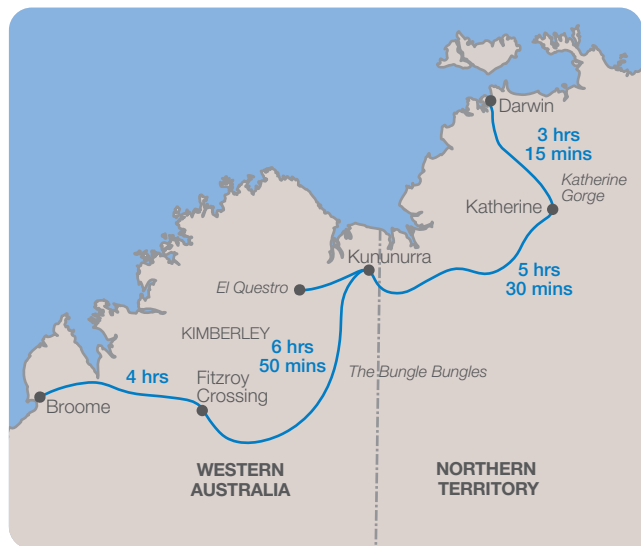 Darwin
3 hrs
15 mins
Katherine
Gorge
Katherine
Kununurra
5 hrs
30 mins
El Questro
KIMBERLEY
6 hrs
50 mins
The Bungle Bungles
4 hrs
Fitzroy
Crossing
Broome
WESTERN
AUSTRALIA
NORTHERN
TERRITORY